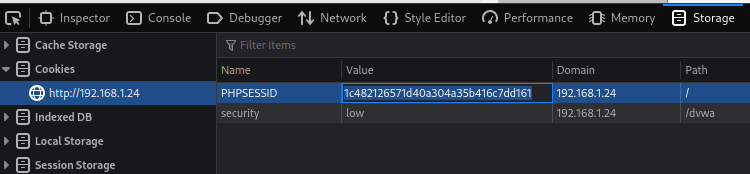 Inspector Console Debugger Network Style Editor Performance Memory Storage
Cache Storage
Filter Items
Cookies
Name Value Domain Path
http://192.168.1.24
PHPSESSID 1c482126571d40a304a35b416c7dd161 192.168.1.24 /
Indexed DB
security low 192.168.1.24 /dvwa
Local Storage
Session Storage